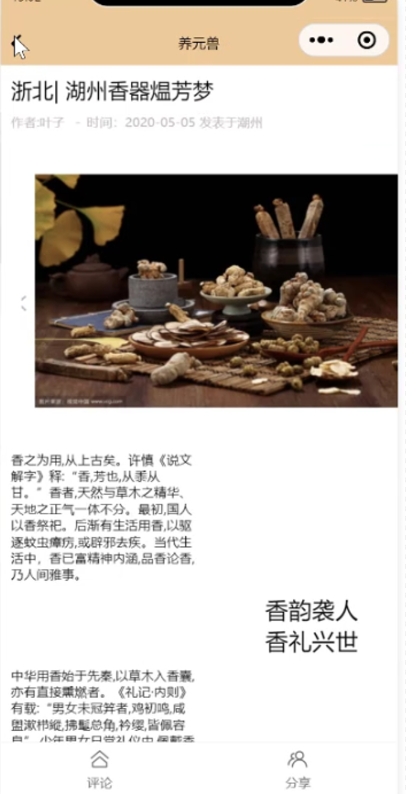 养元兽
浙北| 湖州香器煴芳梦
作者:叶子 - 时间：2020-05-05 发表于湖州
香之为用,从上古矣。许慎《说文
解字》释:“香,芳也,从黍从
甘。”香者,天然与草木之精华、
天地之正气一体不分。最初,国人
以香祭祀。后渐有生活用香,以驱
逐蚊虫瘴疠,或辟邪去疾。当代生
活中，香已富精神内涵,品香论香,
乃人间雅事。
香韵袭人
香礼兴世
中华用香始于先秦,以草木入香囊,
亦有直接熏燃者。《礼记·内则》
有载:“男女未冠笄者,鸡初鸣,咸
盥漱栉縰,拂髦总角,衿缨,皆佩容
评论
分享